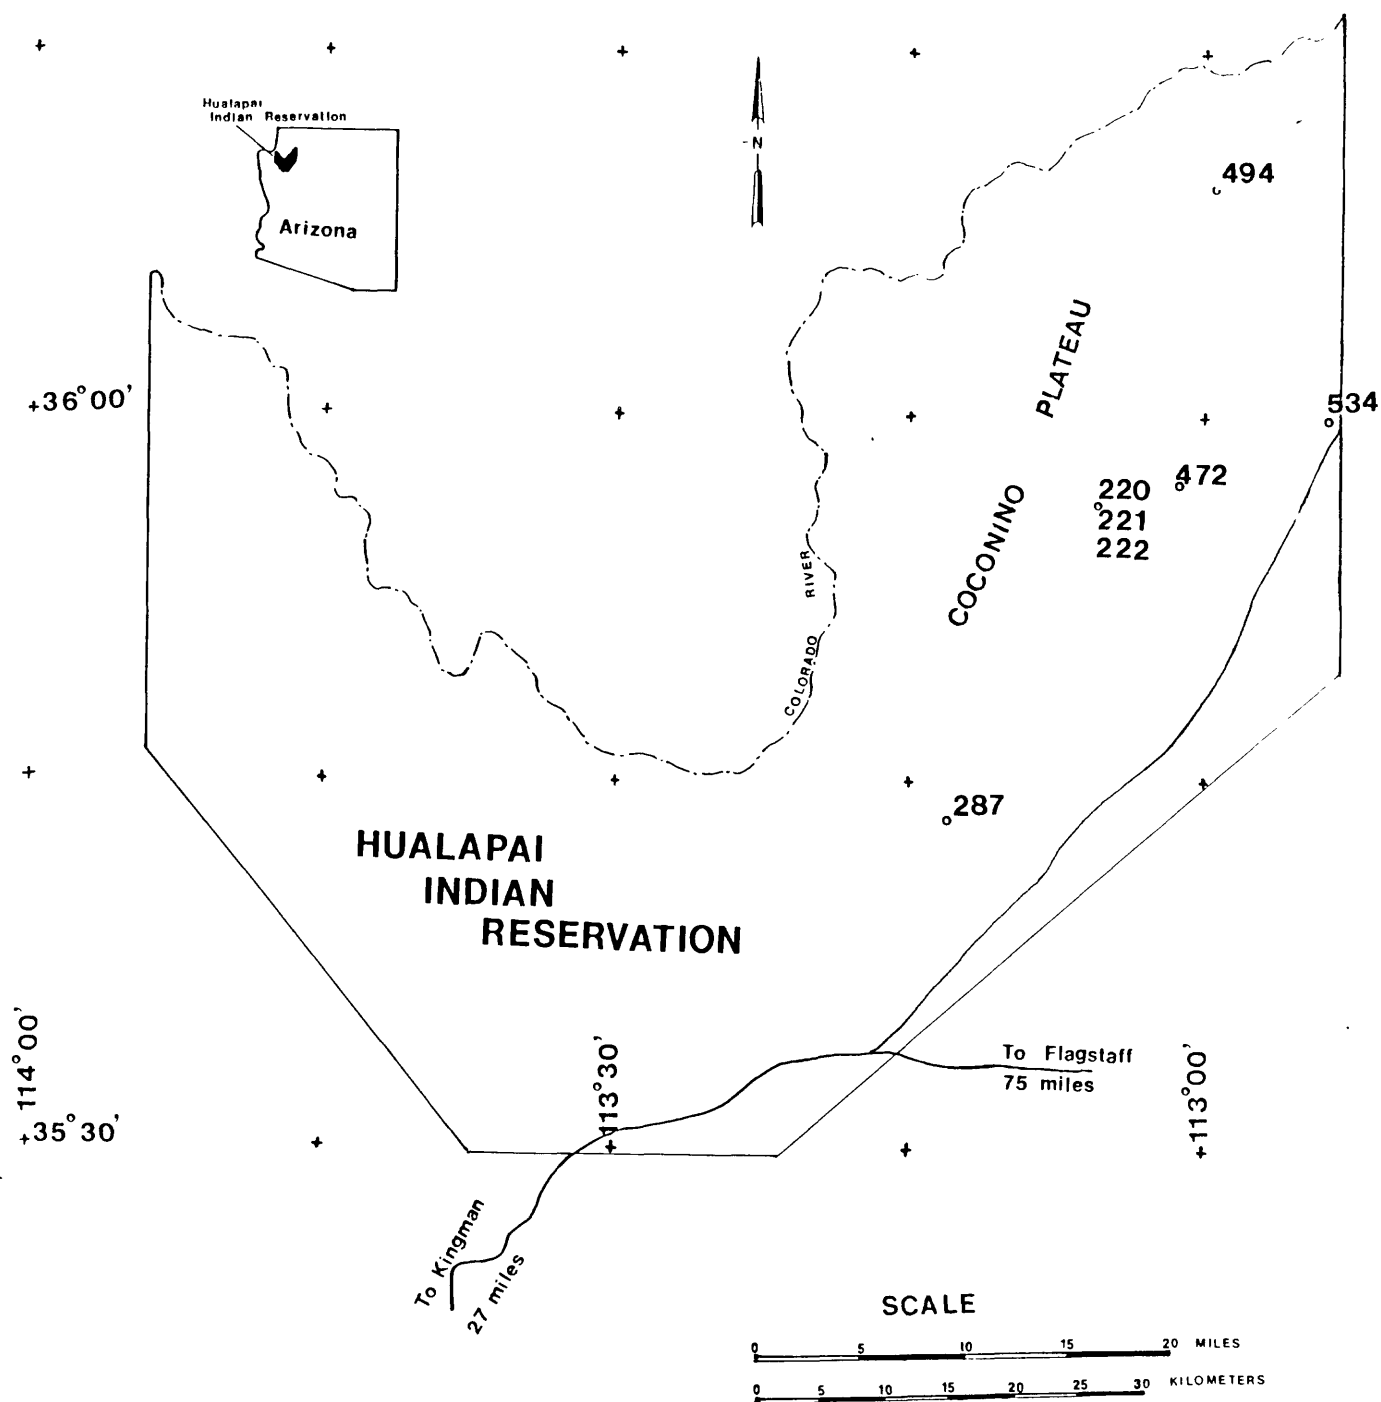 Hualapai
Indian Reservation
Arizona
N
494
PLATEAU
+36°00'
534
472
220
221
222
COCONINO
RIVER
COLORADO
287
HUALAPAI
INDIAN
RESERVATION
114°00'
+35°30'
113°30'
To Flagstaff
75 miles
+113°00'
To Kingman
27 miles
SCALE
0 5 10 15 20 MILES
0 5 10 15 20 25 30 KILOMETERS